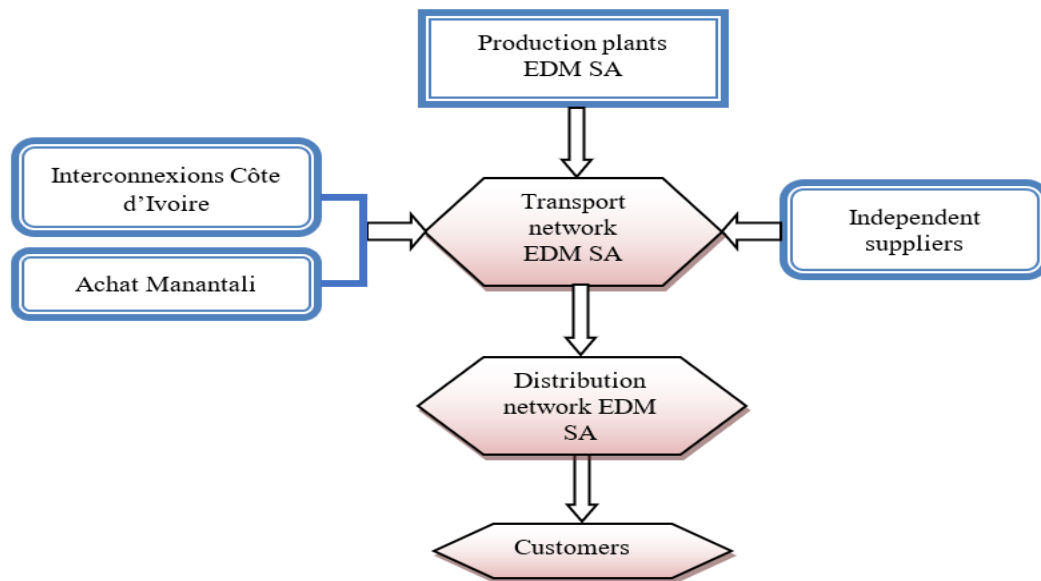 Production plants
EDM SA
Interconnexions Côte
d’Ivoire
Achat Manantali
Transport
network
EDM SA
Independent
suppliers
Distribution
network EDM
SA
Customers